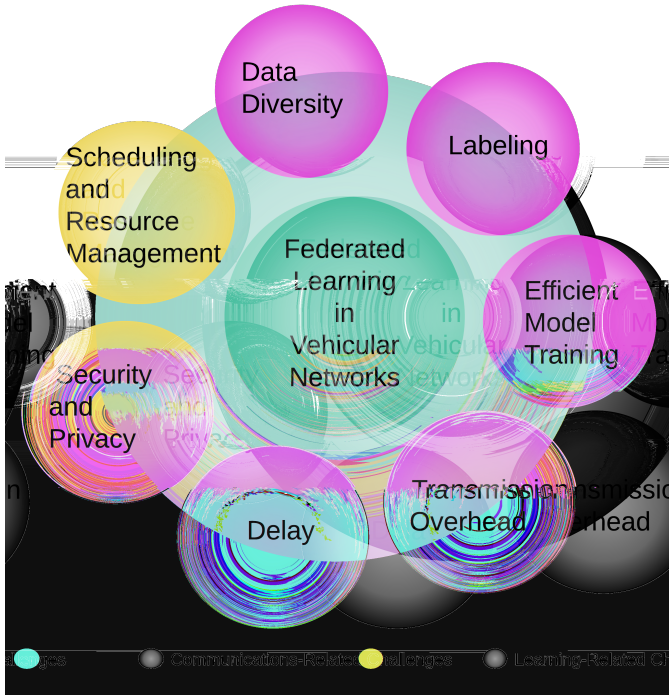 Data
Diversity
Labeling
Scheduling
and
Resource
Management
Federated
Learning
in
Vehicular
Networks
Efficient
Model
Training
Security
and
Privacy
Transmission
Overhead
Delay
Communications-Related Challenges
Learning-Related